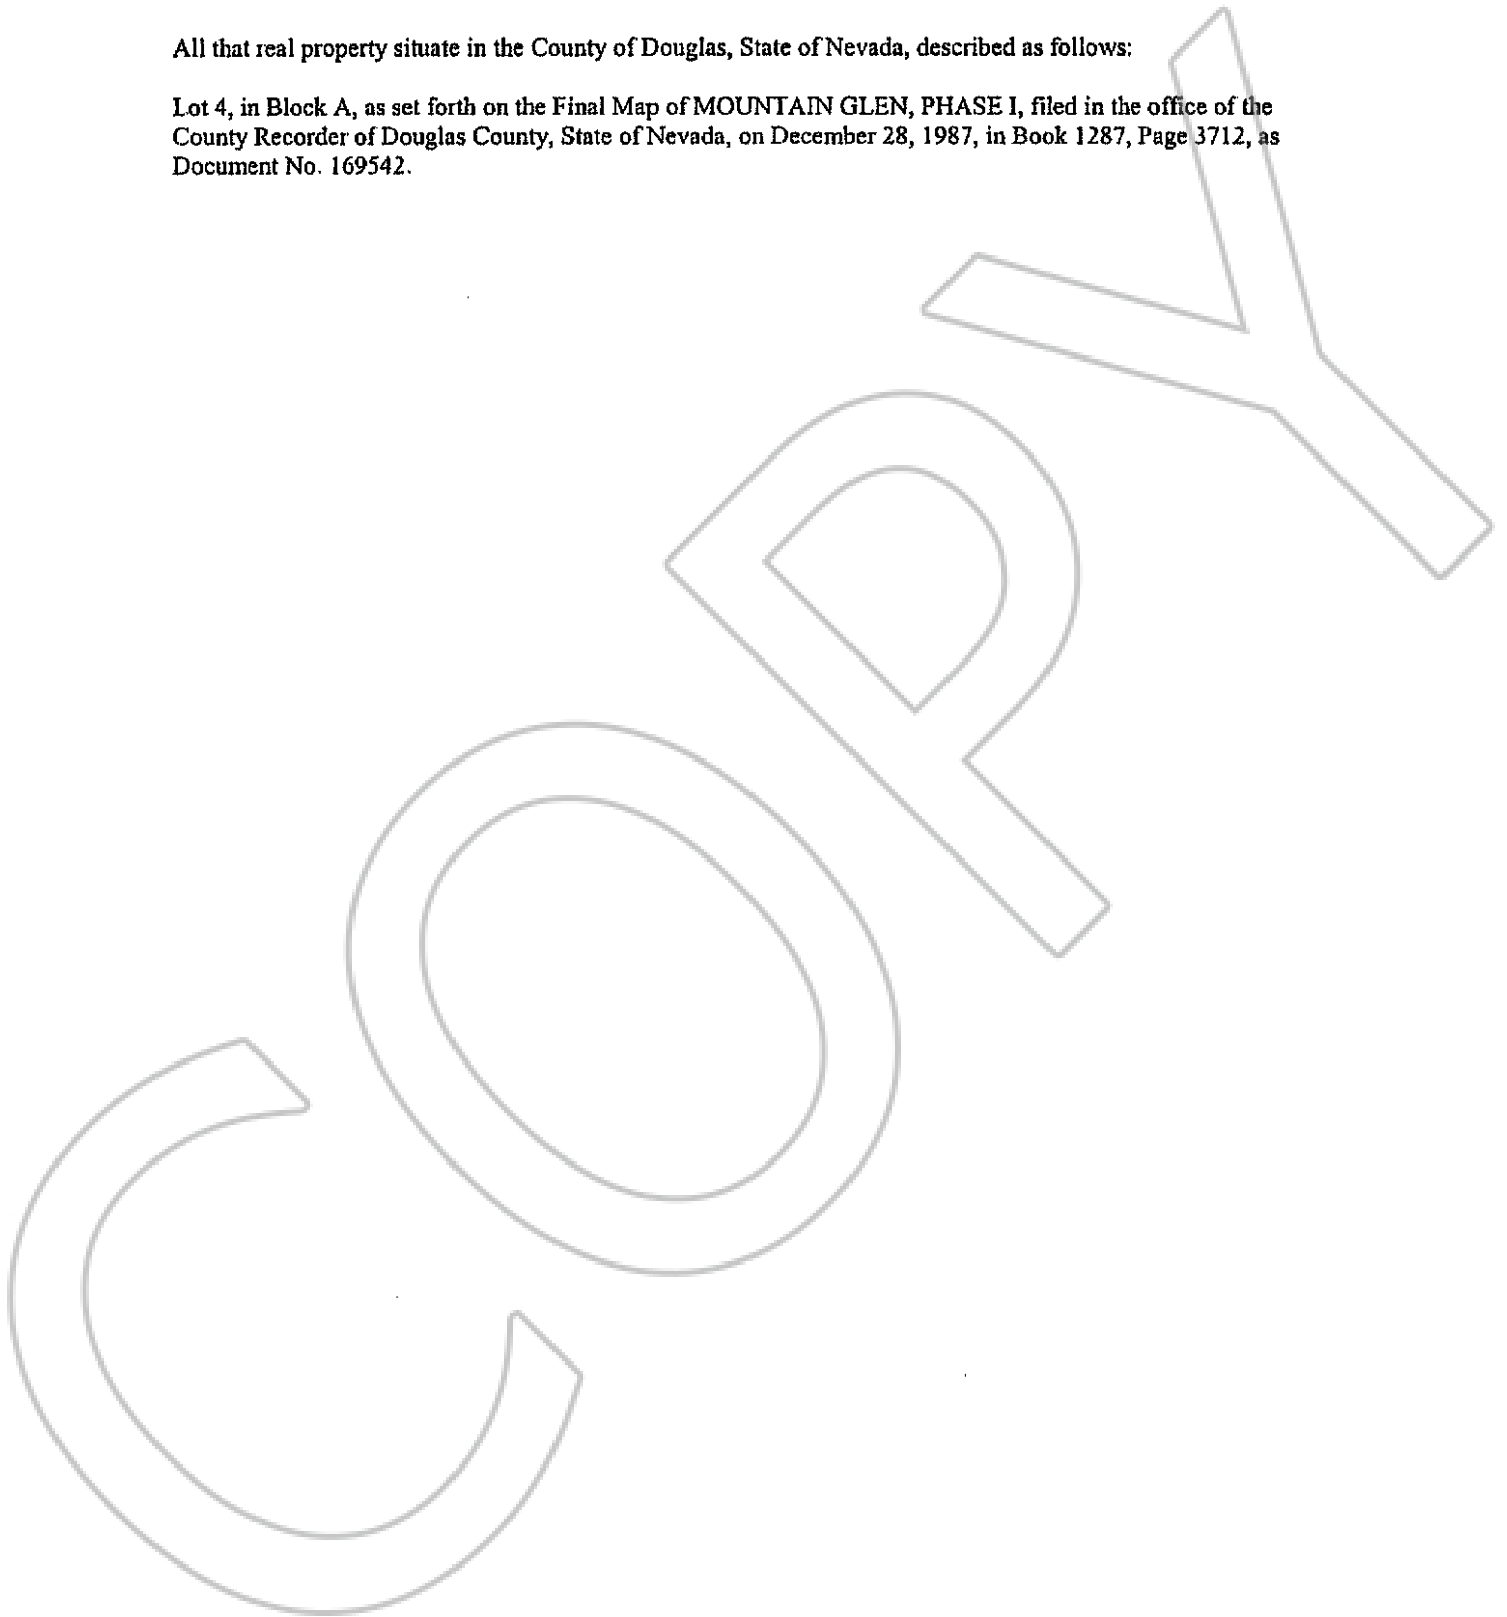 All that real property situate in the County of Douglas, State of Nevada, described as follows:
Lot 4, in Block A, as set forth on the Final Map of MOUNTAIN GLEN, PHASE I, filed in the office of the
County Recorder of Douglas County, State of Nevada, on December 28, 1987, in Book 1287, Page 3712, as
Document No. 169542.
COPY